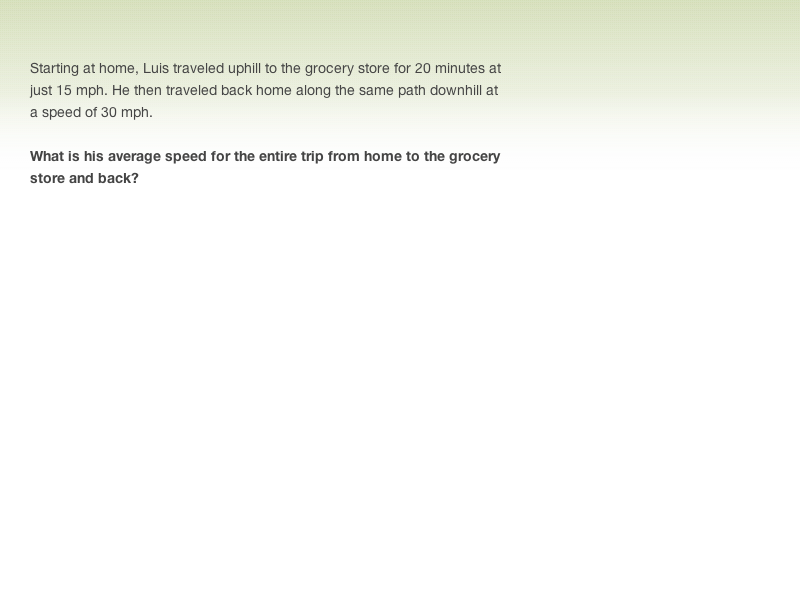 Starting at home, Luis traveled uphill to the grocery store for 20 minutes at
just 15 mph. He then traveled back home along the same path downhill at
a speed of 30 mph.
What is his average speed for the entire trip from home to the grocery
store and back?